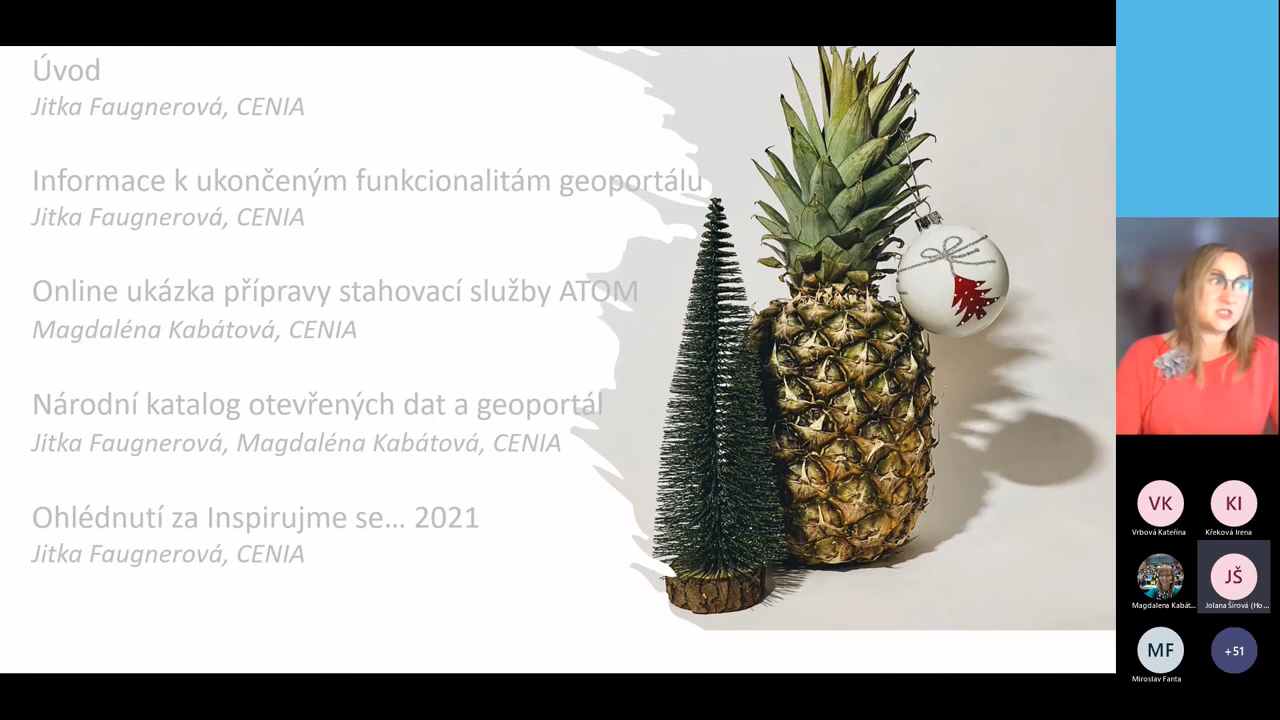 Úvod
Jitka Faugnerová, CENIA
Informace k ukončeným funkcionalitám geoportálu
Jitka Faugnerová, CENIA
Online ukázka přípravy stahovací služby ATOM
Magdaléna Kabátová, CENIA
Národní katalog otevřených dat a geoportál
Jitka Faugnerová, Magdaléna Kabátová, CENIA
Ohlédnutí za Inspirujme se... 2021
Jitka Faugnerová, CENIA
VK
KI
Vrbová Kateřina
Křeková Irena
JŠ
Magdalena Kabát...
Jolana Šírová (Ho...
MF
+51
Miroslav Fanta